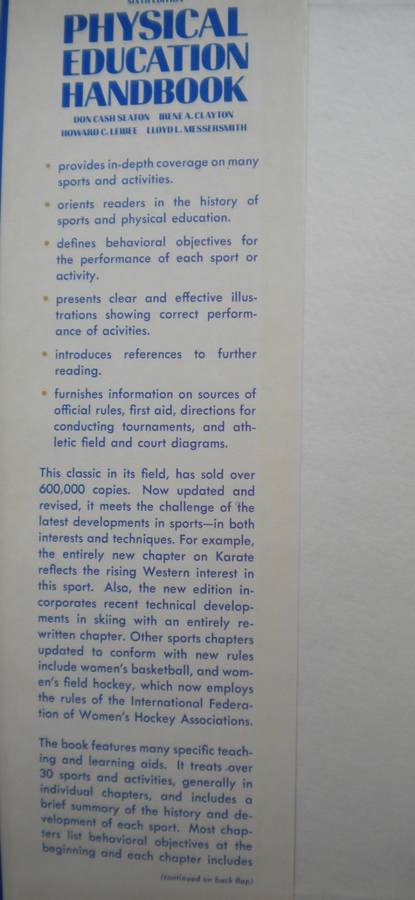 SIXTH EDITION
PHYSICAL
EDUCATION
HANDBOOK
DON CASH SEATON IRENE A. CLAYTON
HOWARD C. LEIBEE LLOYD L. MESSERSMITH
• provides in-depth coverage on many
sports and activities.
• orients readers in the history of
sports and physical education.
• defines behavioral objectives for
the performance of each sport or
activity.
• presents clear and effective illus-
trations showing correct perform-
ance of acivities.
• introduces references to further
reading.
• furnishes information on sources of
official rules, first aid, directions for
conducting tournaments, and ath-
letic field and court diagrams.
This classic in its field, has sold over
600,000 copies. Now updated and
revised, it meets the challenge of the
latest developments in sports—in both
interests and techniques. For example,
the entirely new chapter on Karate
reflects the rising Western interest in
this sport. Also, the new edition in-
corporates recent technical develop-
ments in skiing with an entirely re-
written chapter. Other sports chapters
updated to conform with new rules
include women's basketball, and wom-
en's field hockey, which now employs
the rules of the International Federa-
tion of Women's Hockey Associations.
The book features many specific teach-
ing and learning aids. It treats over
30 sports and activities, generally in
individual chapters, and includes a
brief summary of the history and de-
velopment of each sport. Most chap-
ters list behavioral objectives at the
beginning and each chapter includes
(continued on back flap)